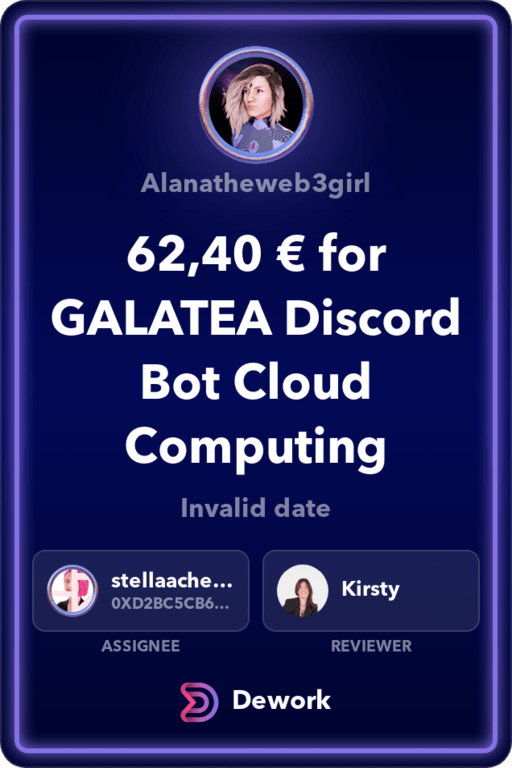 Alanatheweb3girl
62,40 € for
GALATEA Discord
Bot Cloud
Computing
Invalid date
stellaache...
0XD2BC5CB6...
Kirsty
ASSIGNEE
REVIEWER
Dework